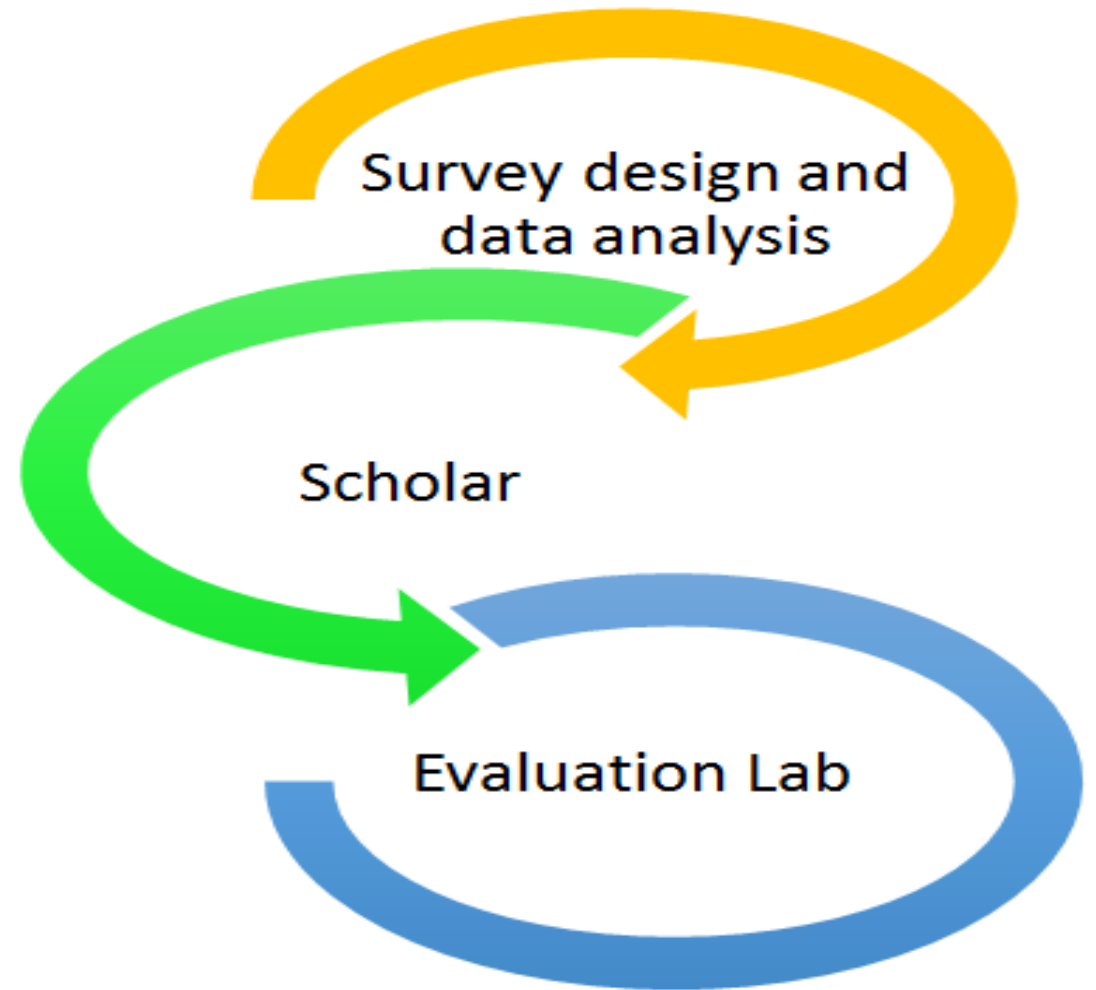 Survey design and
data analysis
Scholar
Evaluation Lab